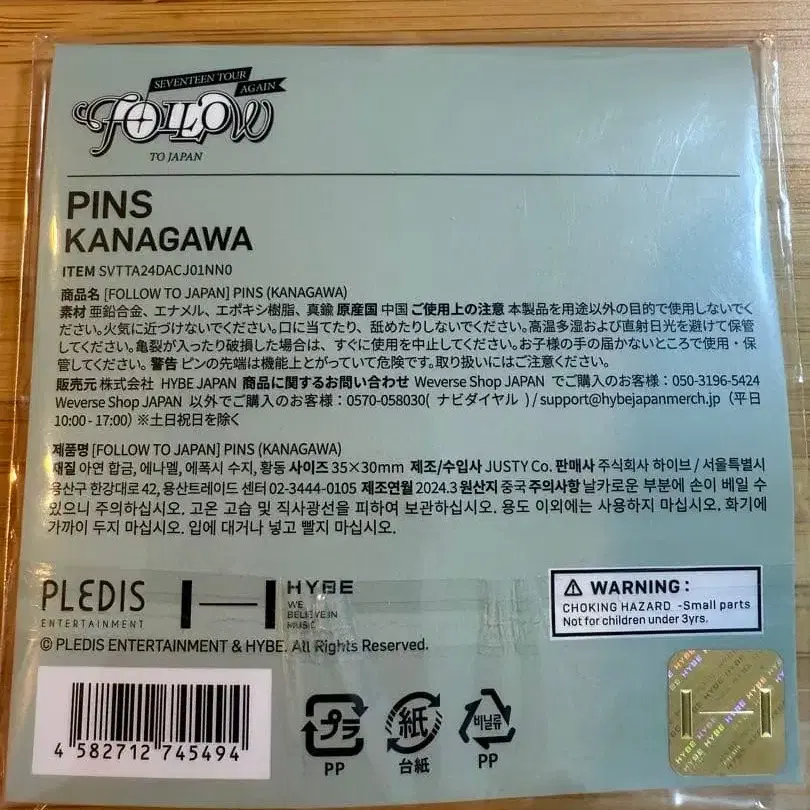 SEVENTEEN TOUR
AGAIN
FOLLOW
TO JAPAN
PINS
KANAGAWA
ITEM SVTTA24DACJ01NN0
商品名 [FOLLOW TO JAPAN] PINS (KANAGAWA)
素材 亜鉛合金、エナメル、エポキシ樹脂、真鍮 原産国 中国 ご使用上の注意 本製品を用途以外の目的で使用しないでく
ださい。火気に近づけないでください。口に当てたり、舐めたりしないでください。高温多湿および直射日光を避けて保管
してください。亀裂が入ったり破損した場合は、すぐに使用を中止してください。お子様の手の届かないところで使用・保
管してください。 警告 ピンの先端は機能上とがっていて危険です。取り扱いにはご注意ください。
販売元 株式会社 HYBE JAPAN 商品に関するお問い合わせ Weverse Shop JAPAN でご購入のお客様：050-3196-5424
Weverse Shop JAPAN 以外でご購入のお客様：0570-058030( ナビダイヤル ) / support@hybejapanmerch.jp（平日
10:00 - 17:00）※土日祝日を除く
제품명 [FOLLOW TO JAPAN] PINS (KANAGAWA)
재질 아연 합금, 에나멜, 에폭시 수지, 황동 사이즈 35×30mm 제조/수입사 JUSTY Co. 판매사 주식회사 하이브 / 서울특별시
용산구 한강대로 42, 용산트레이드 센터 02-3444-0105 제조연월 2024.3 원산지 중국 주의사항 날카로운 부분에 손이 베일 수
있으니 주의하십시오. 고온 고습 및 직사광선을 피하여 보관하십시오. 용도 이외에는 사용하지 마십시오. 화기에
가까이 두지 마십시오. 입에 대거나 넣고 빨지 마십시오.
PLEDIS
ENTERTAINMENT
HYBE
WE
BELIEVE IN
MUSIC
© PLEDIS ENTERTAINMENT & HYBE. All Rights Reserved.
WARNING :
CHOKING HAZARD -Small parts
Not for children under 3yrs.
4 582712 745494
プラ
PP
紙
台紙
비닐류
PP
HYBE